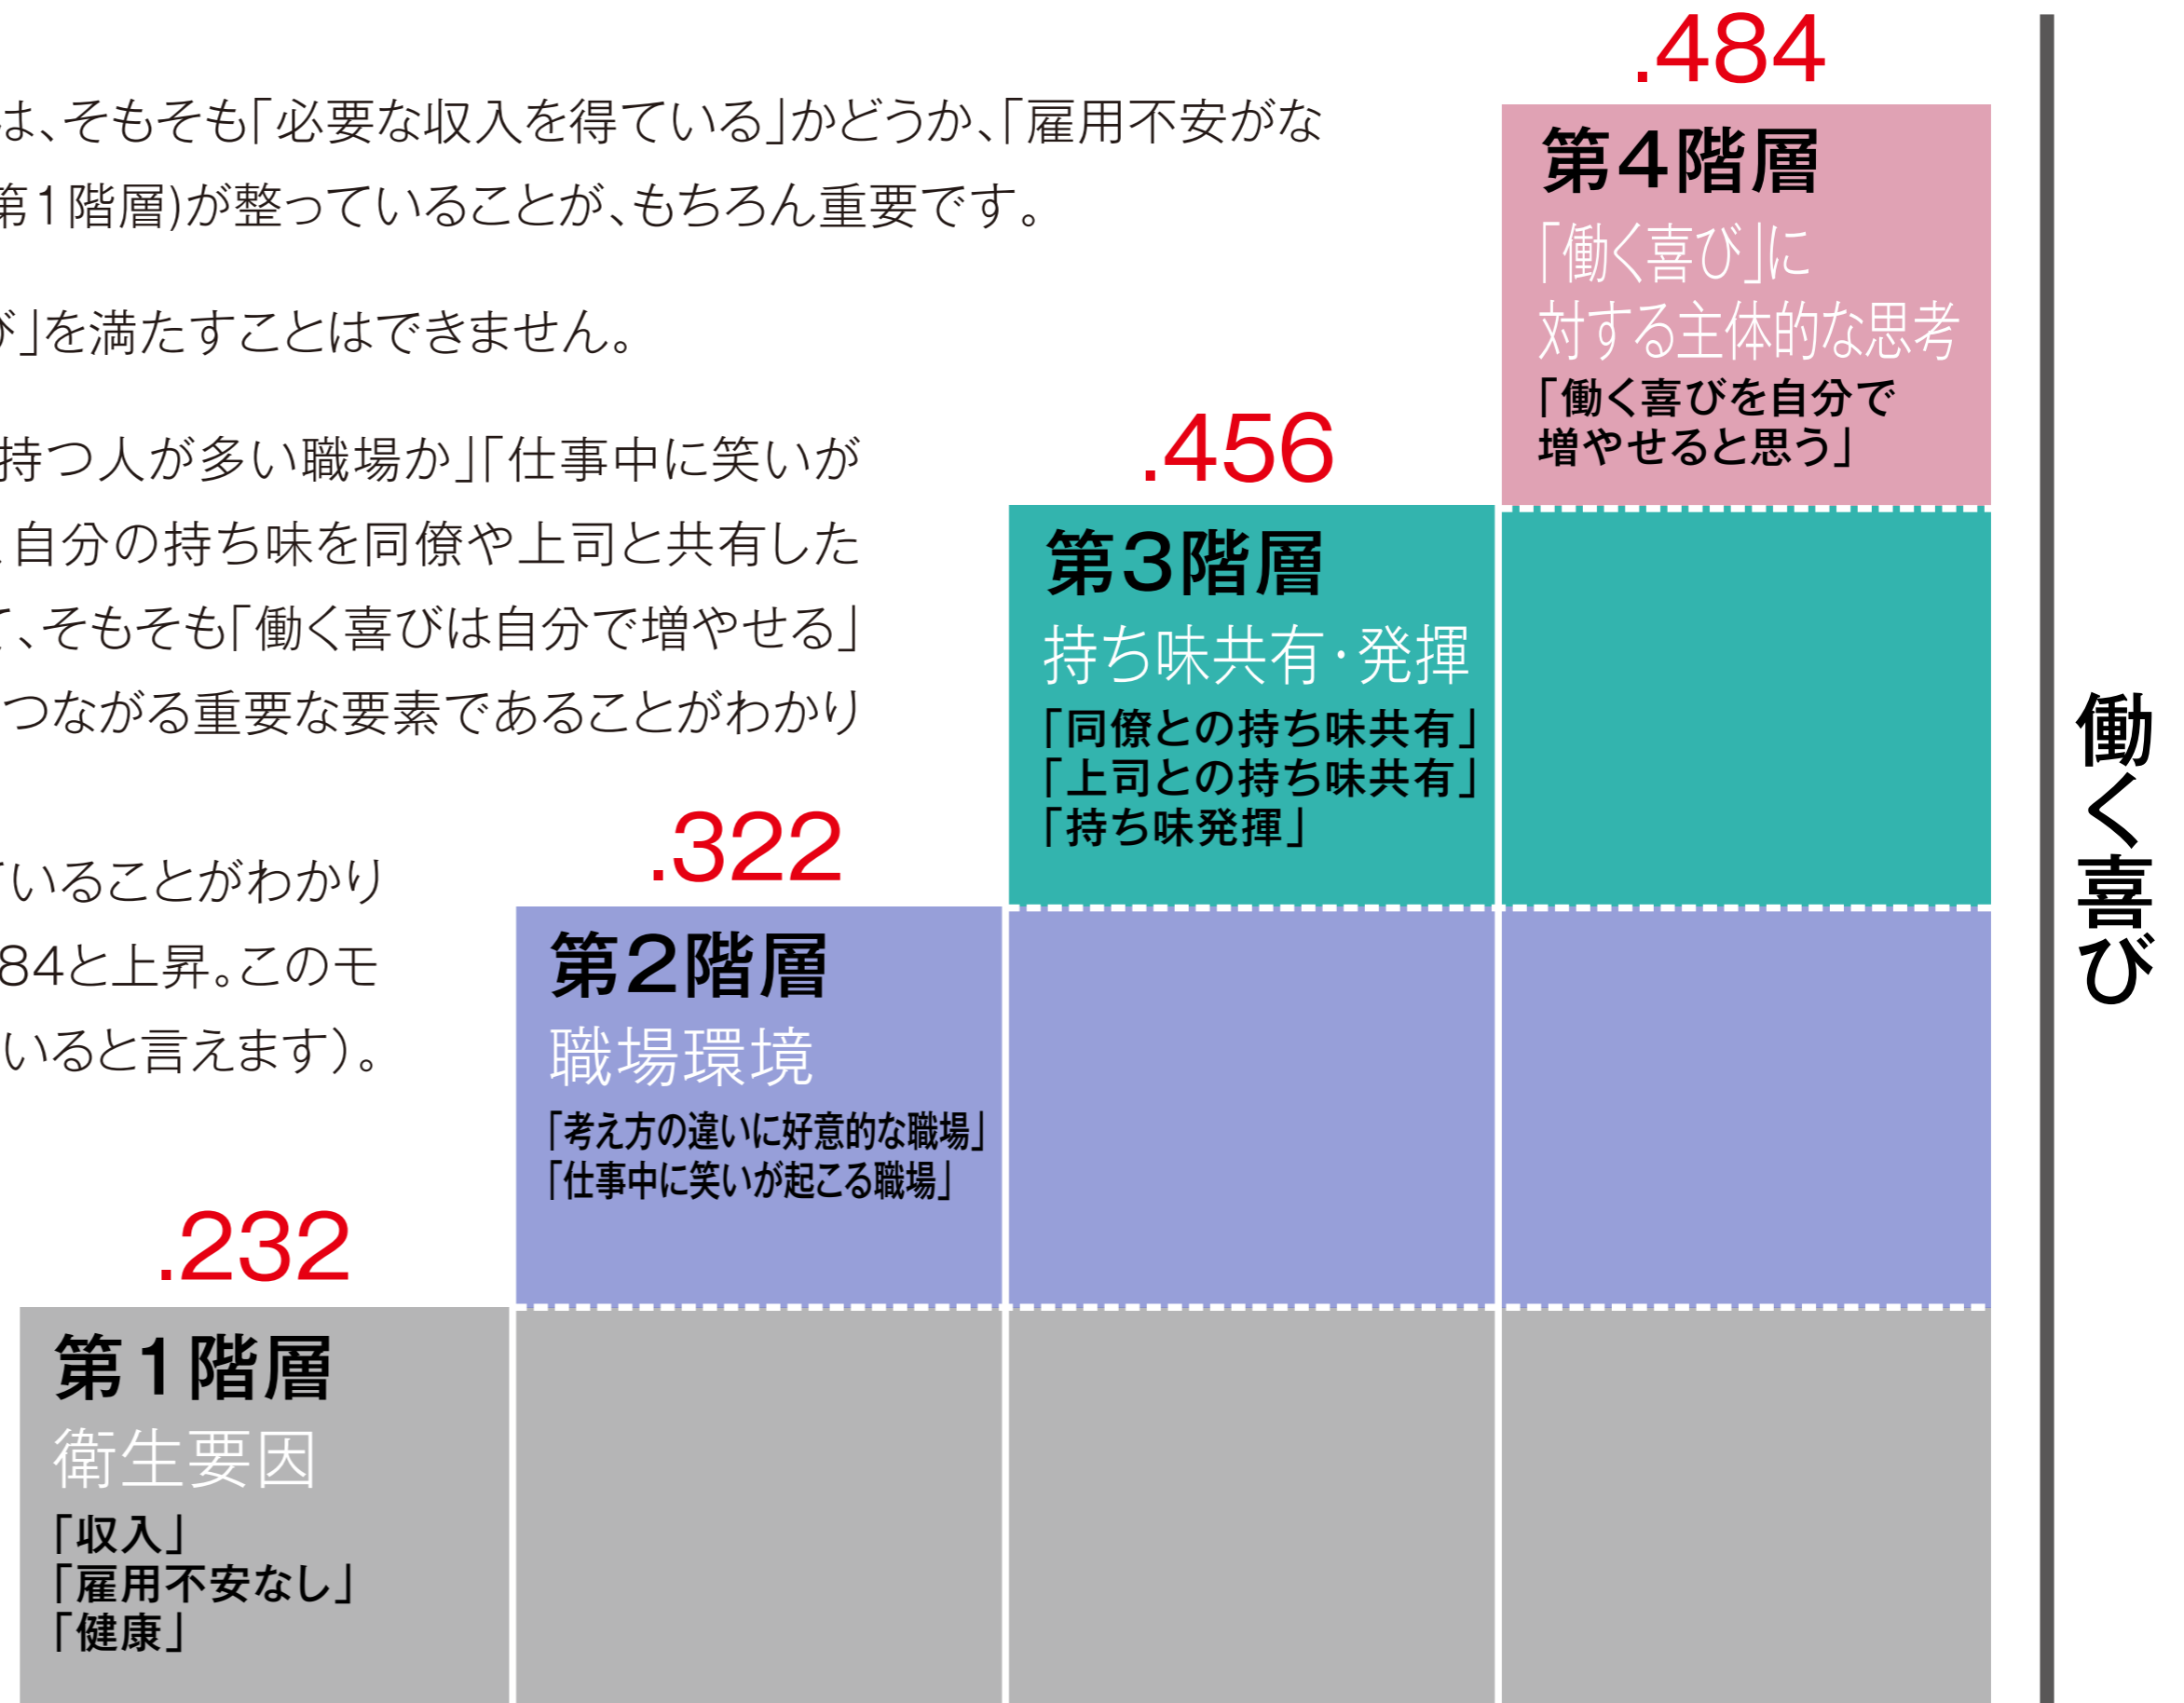 は、そもそも「必要な収入を得ている」かどうか、「雇用不安がな
第1階層)が整っていることが、もちろん重要です。
び」を満たすことはできません。
持つ人が多い職場か」「仕事中に笑いが
自分の持ち味を同僚や上司と共有した
て、そもそも「働く喜びは自分で増やせる」
つながる重要な要素であることがわかり
ていることがわかり
84と上昇。このモ
いると言えます）。
.484
第4階層
「働く喜び」に
対する主体的な思考
「働く喜びを自分で
増やせると思う」
.456
第3階層
持ち味共有・発揮
「同僚との持ち味共有」
「上司との持ち味共有」
「持ち味発揮」
.322
第2階層
職場環境
「考え方の違いに好意的な職場」
「仕事中に笑いが起こる職場」
.232
第1階層
衛生要因
「収入」
「雇用不安なし」
「健康」
働く喜び